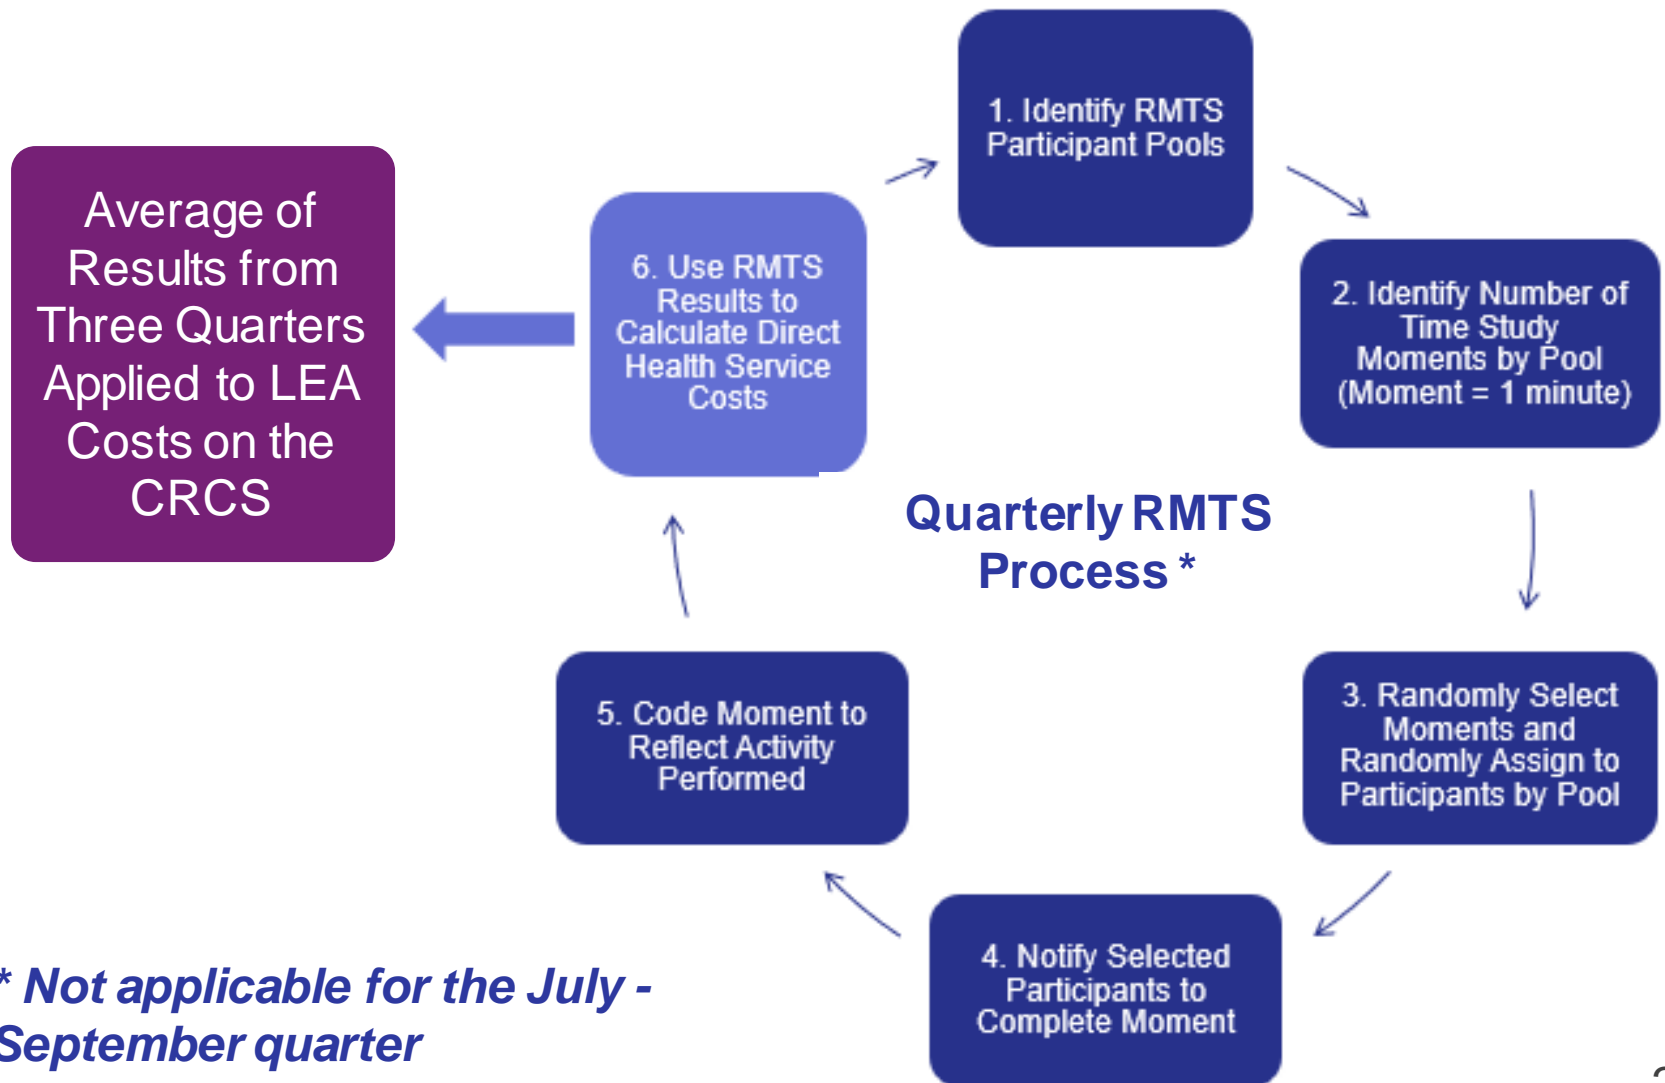 1. Identify RMTS
Participant Pools
2. Identify Number of
Time Study
Moments by Pool
(Moment = 1 minute)
3. Randomly Select
Moments and
Randomly Assign to
Participants by Pool
4. Notify Selected
Participants to
Complete Moment
5. Code Moment to
Reflect Activity
Performed
6. Use RMTS
Results to
Calculate Direct
Health Service
Costs
Average of
Results from
Three Quarters
Applied to LEA
Costs on the
CRCS
Quarterly RMTS
Process *
* Not applicable for the July -
September quarter